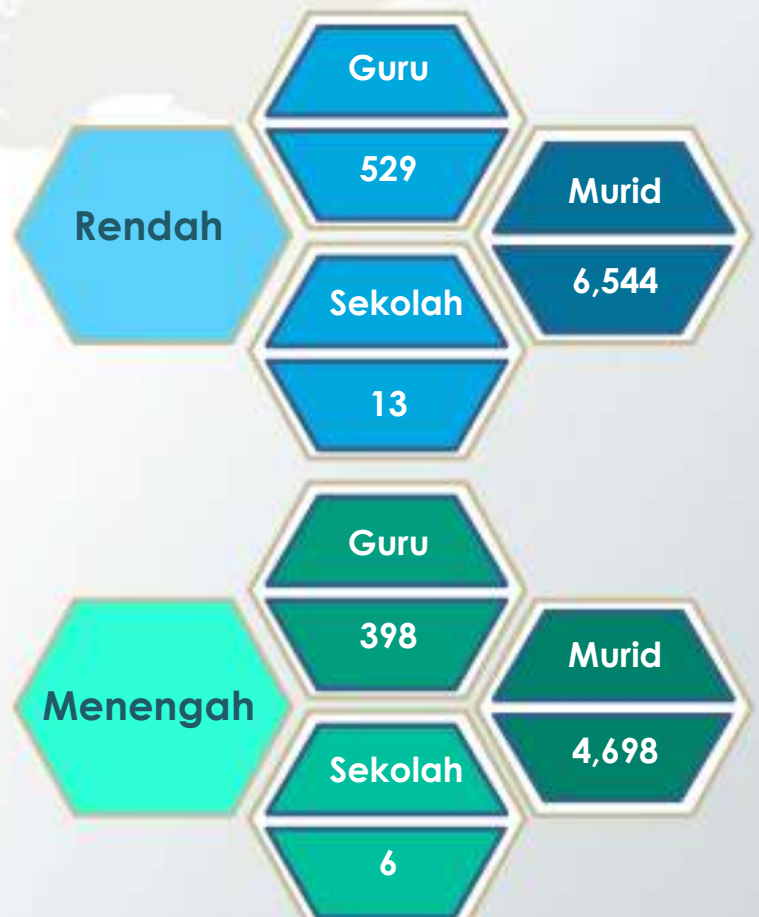 Rendah
Guru
529
Sekolah
13
Murid
6,544
Menengah
Guru
398
Sekolah
6
Murid
4,698